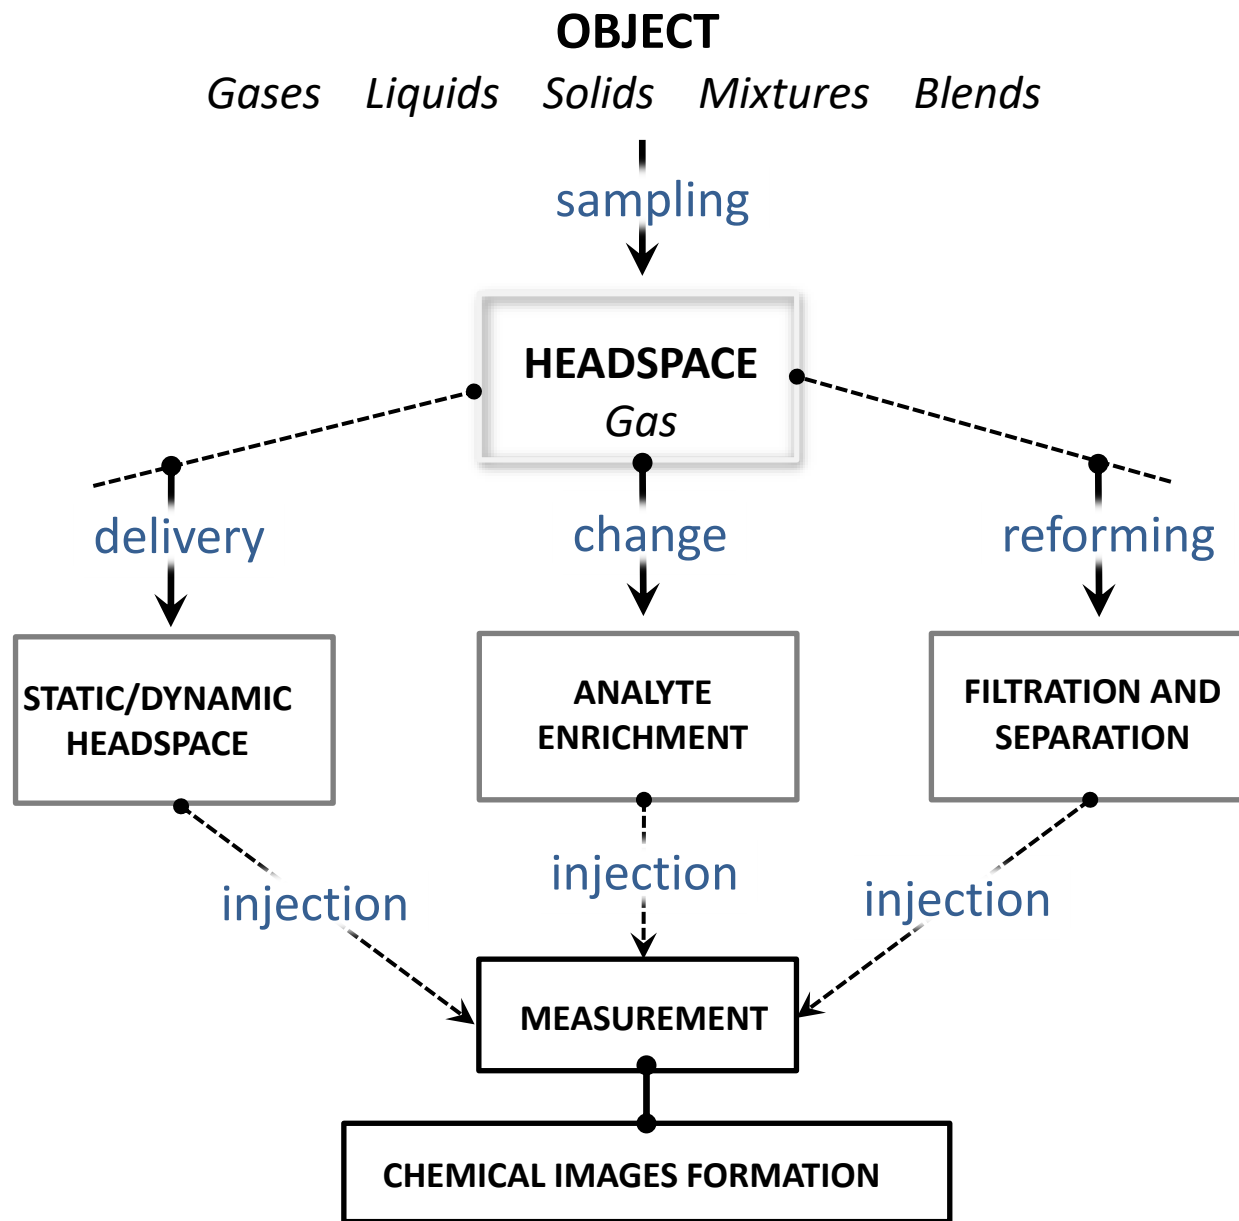 OBJECT
Gases Liquids Solids Mixtures Blends
sampling
HEADSPACE
Gas
delivery
change
reforming
STATIC/DYNAMIC
HEADSPACE
ANALYTE
ENRICHMENT
FILTRATION AND
SEPARATION
injection
injection
injection
MEASUREMENT
CHEMICAL IMAGES FORMATION